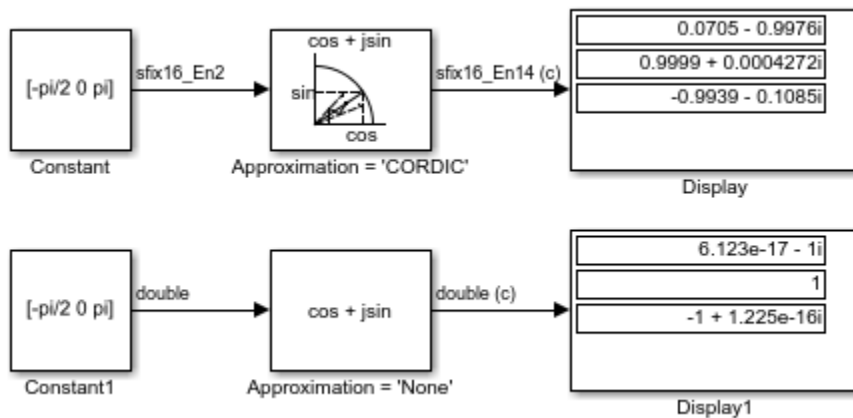 [-pi/2 0 pi]
Constant
sfix16_En2
cos + jsin
sin
cos
Approximation = 'CORDIC'
sfix16_En14 (c)
0.0705 - 0.9976i
0.9999 + 0.0004272i
-0.9939 - 0.1085i
Display
[-pi/2 0 pi]
Constant1
double
cos + jsin
Approximation = 'None'
double (c)
6.123e-17 - 1i
1
-1 + 1.225e-16i
Display1